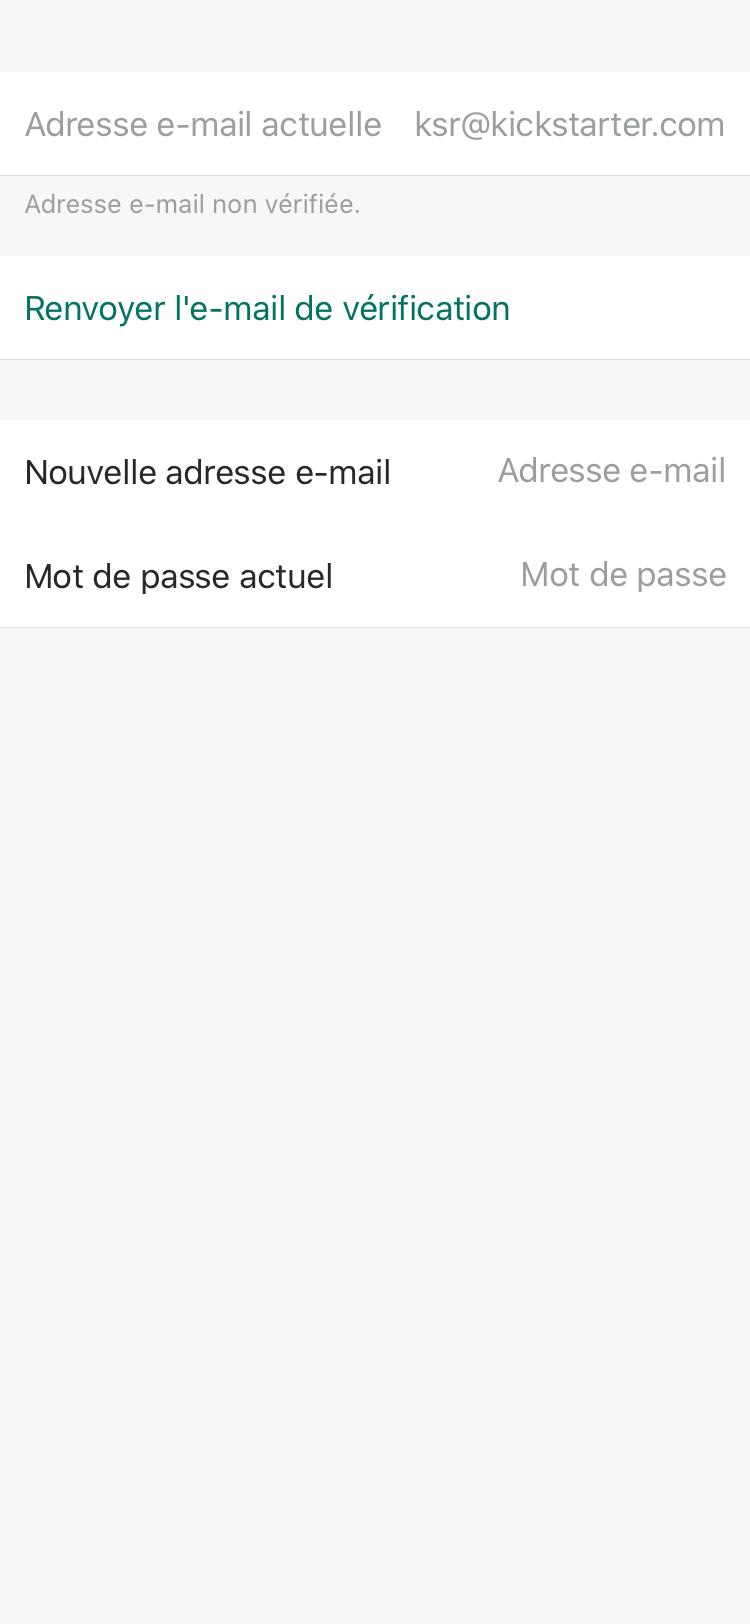 Adresse e-mail actuelle ksr@kickstarter.com
Adresse e-mail non vérifiée.
Renvoyer l'e-mail de vérification
Nouvelle adresse e-mail Adresse e-mail
Mot de passe actuel Mot de passe